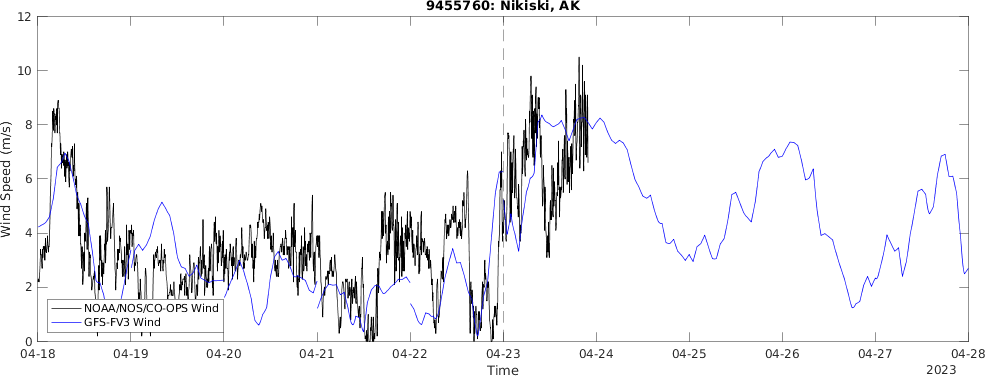 9455760: Nikiski, AK
Wind Speed (m/s)
12
10
8
6
4
2
0
NOAA/NOS/CO-OPS Wind
GFS-FV3 Wind
04-18 04-19 04-20 04-21 04-22 04-23 04-24 04-25 04-26 04-27 04-28
Time
2023